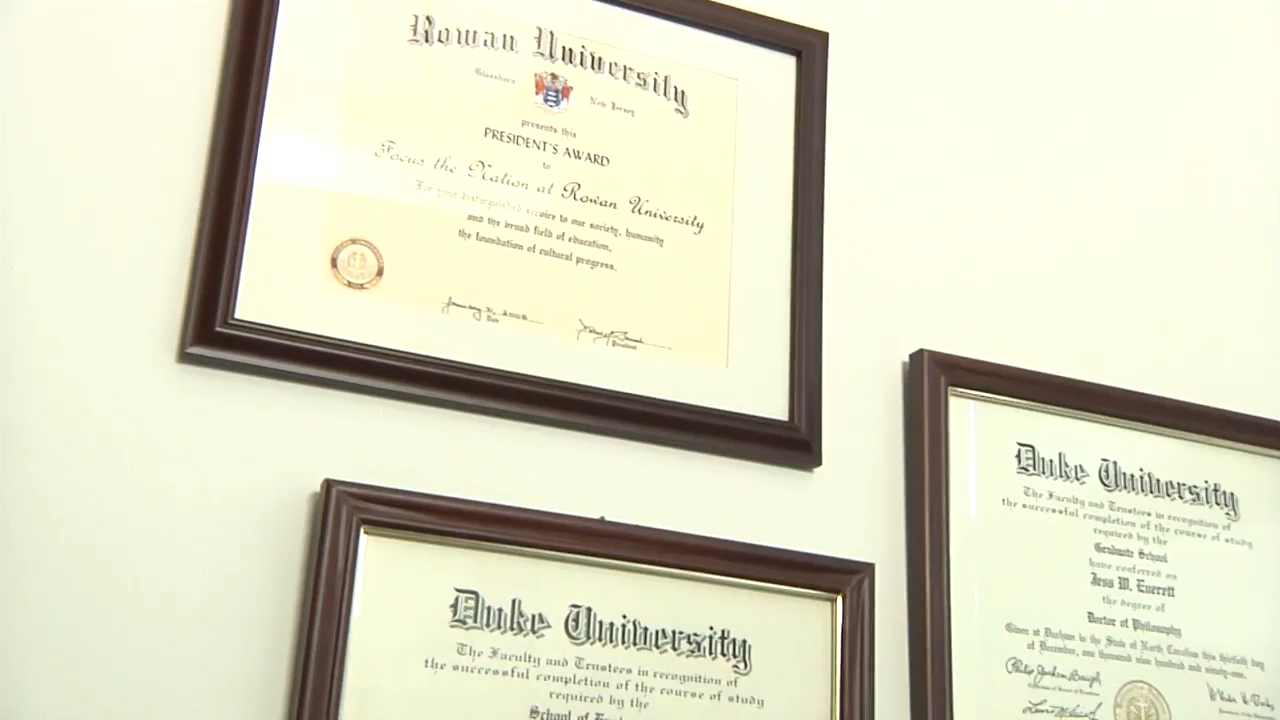 Rowan University
Glassboro New Jersey
presents this
PRESIDENT'S AWARD
to
Focus the Nation at Rowan University
For your distinguished service to our society, humanity
and the broad field of education,
the foundation of cultural progress.
January 31, 2008
Date
President
Duke University
The Faculty and Trustees in recognition of
the successful completion of the course of study
required by the
School of
Duke University
The Faculty and Trustees in recognition of
the successful completion of the course of study
required by the
Graduate School
have conferred on
Jess W. Everett
the degree of
Doctor of Philosophy
Given at Durham in the State of North Carolina this thirtieth day
of December, one thousand nine hundred and ninety-one.